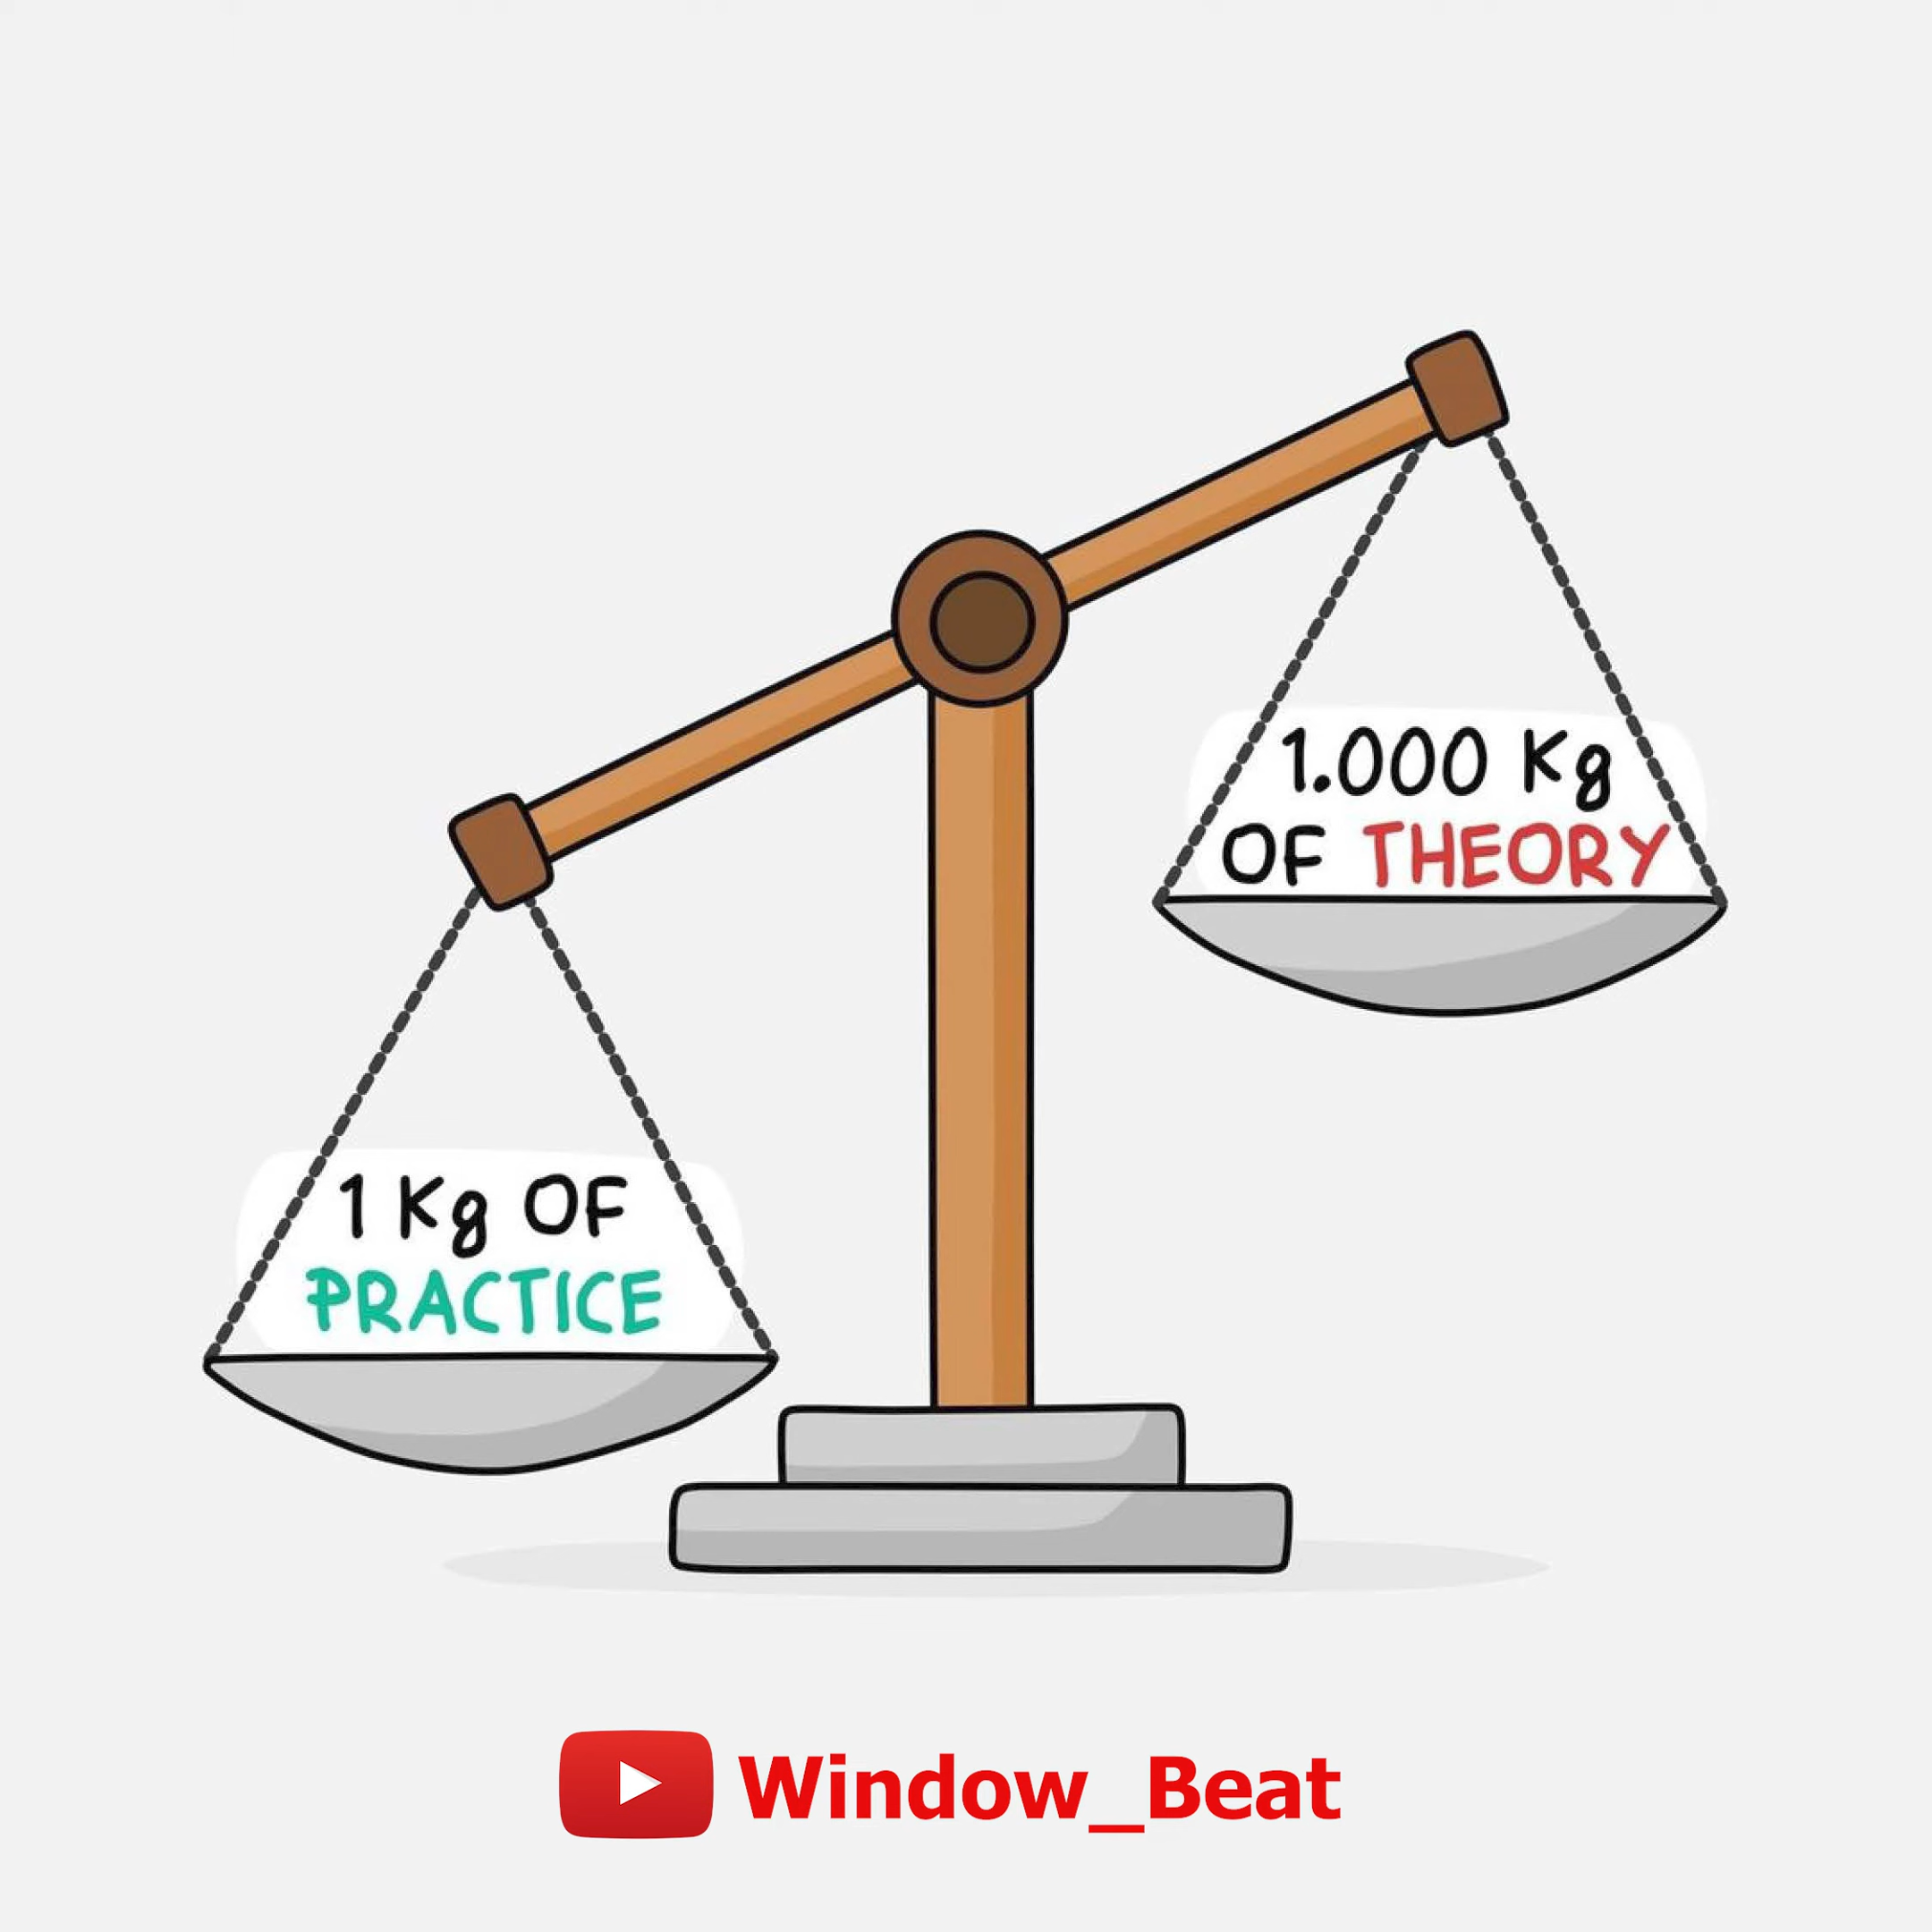 1.000 Kg
OF THEORY
1 Kg OF
PRACTICE
Window_Beat